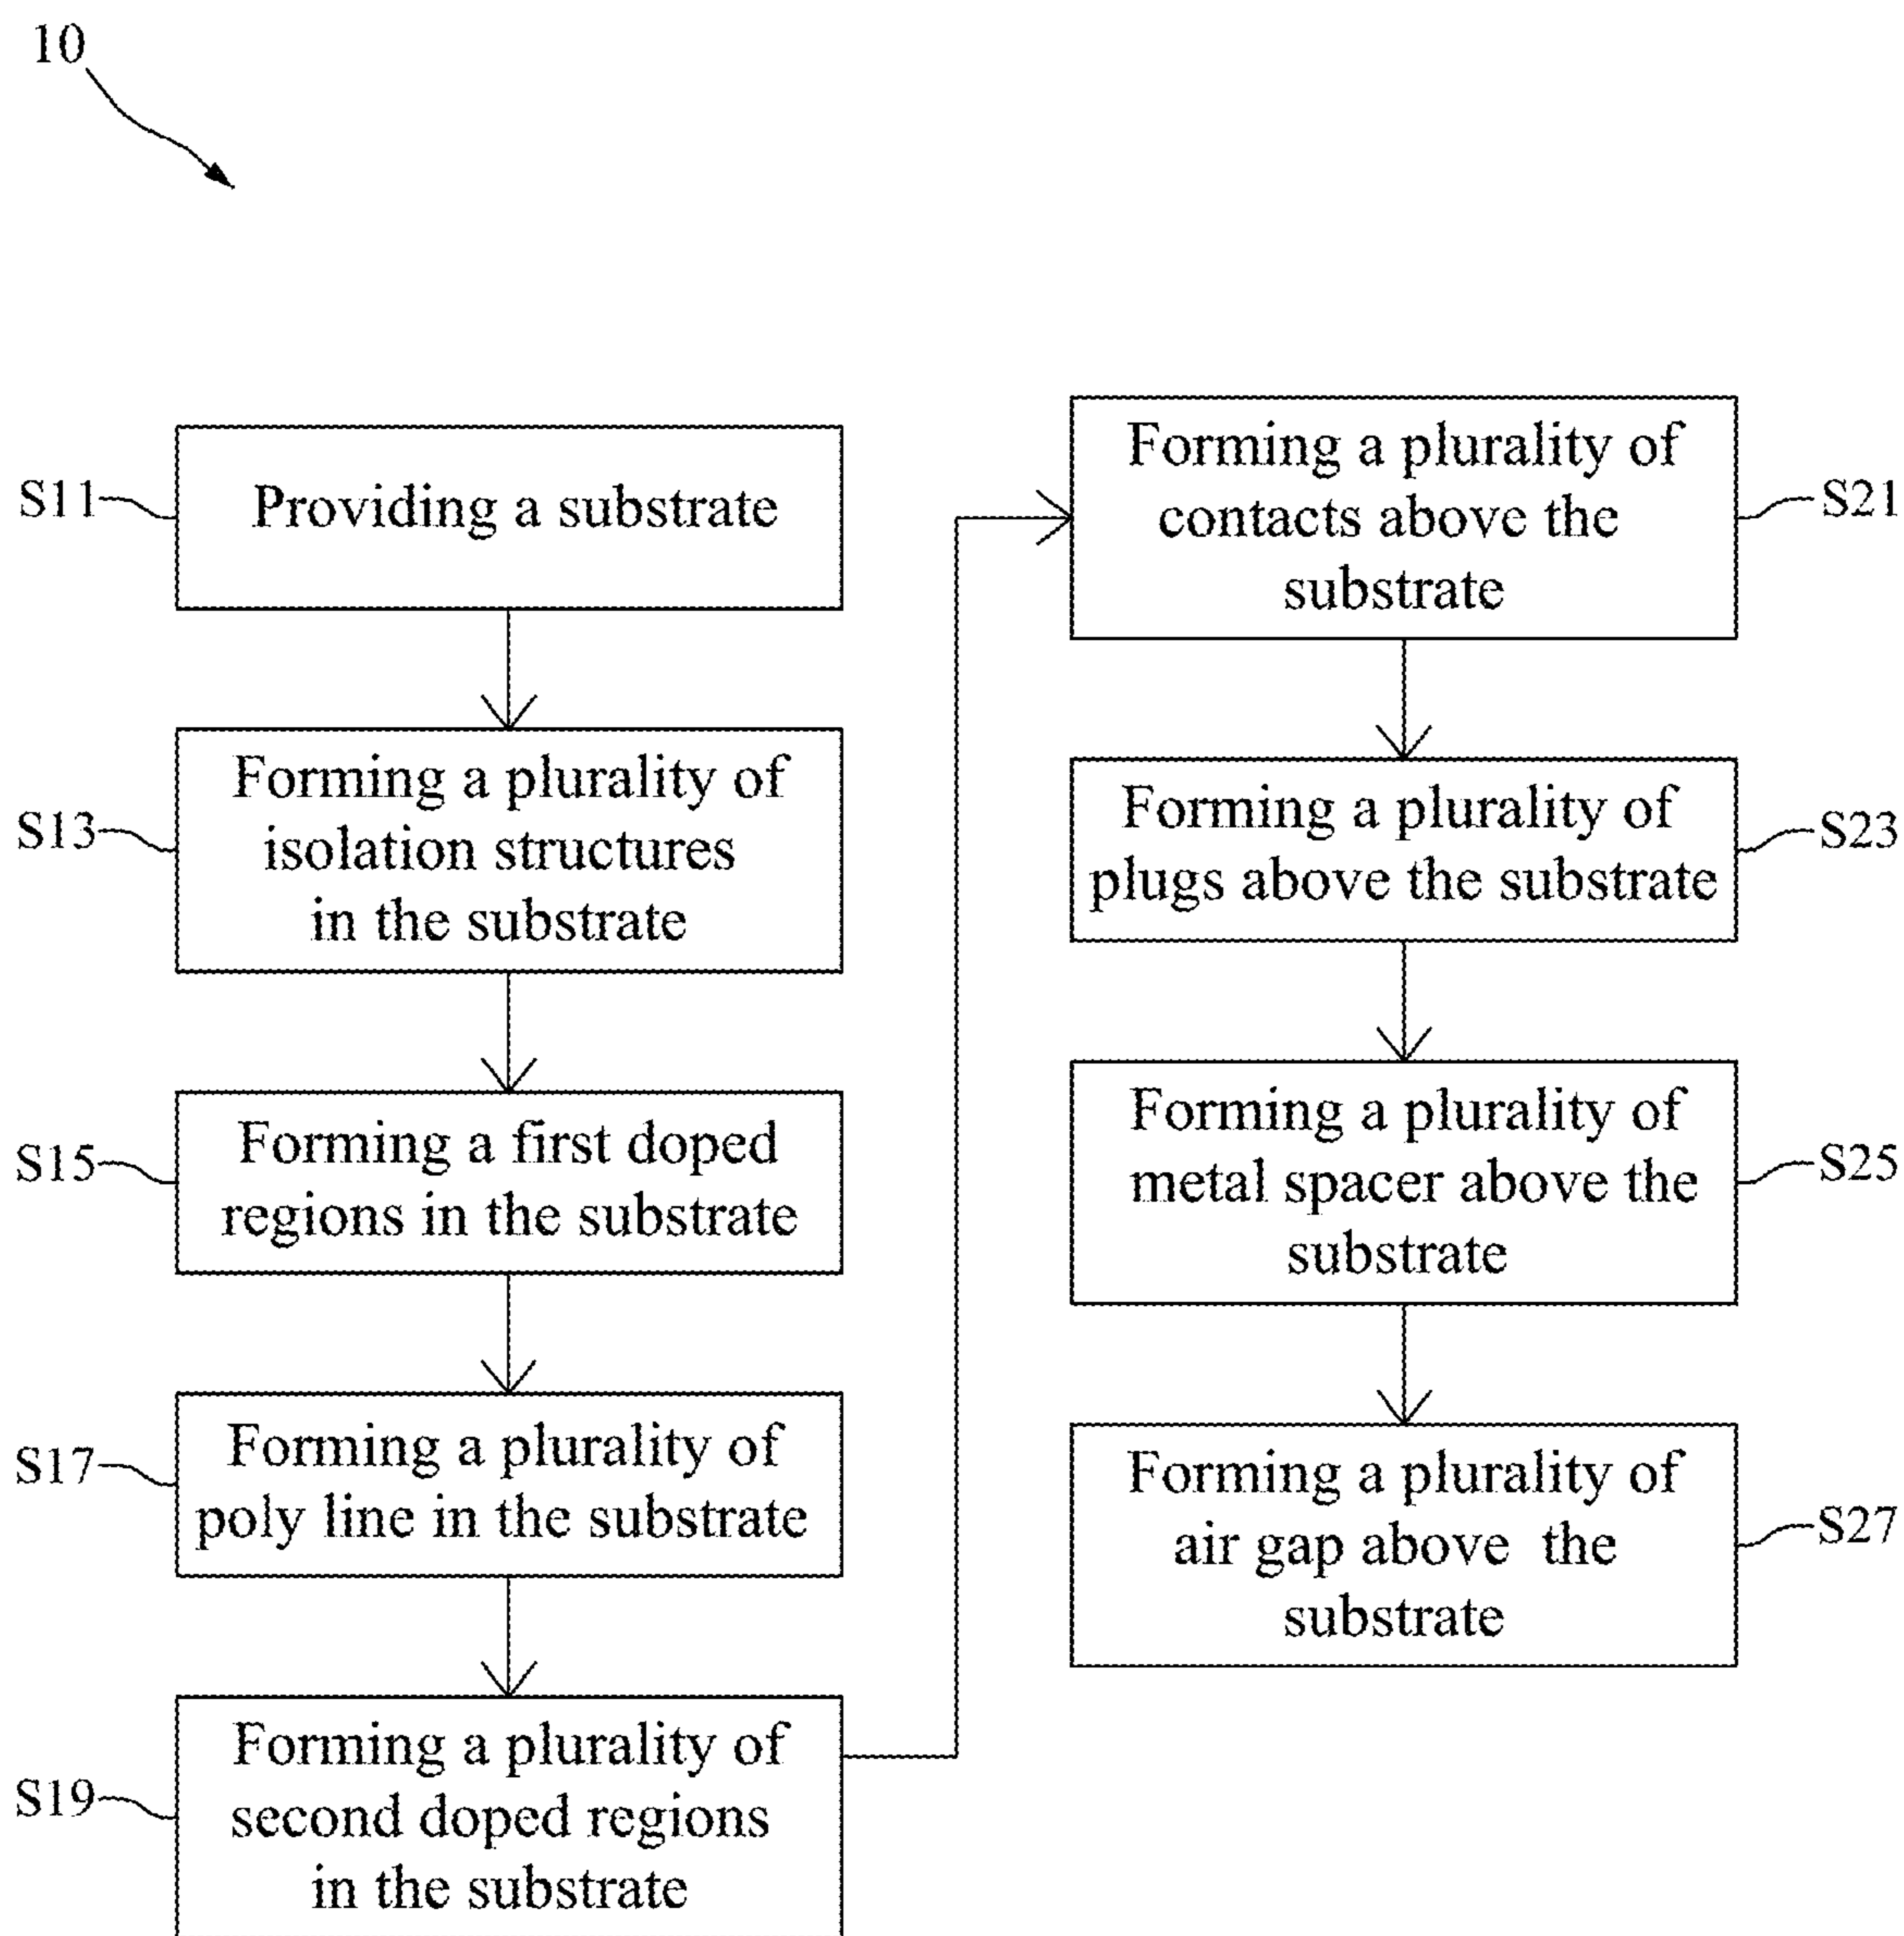 10
S11
Providing a substrate
S13
Forming a plurality of
isolation structures
in the substrate
S15
Forming a first doped
regions in the substrate
S17
Forming a plurality of
poly line in the substrate
S19
Forming a plurality of
second doped regions
in the substrate
Forming a plurality of
contacts above the
substrate
S21
Forming a plurality of
plugs above the substrate
S23
Forming a plurality of
metal spacer above the
substrate
S25
Forming a plurality of
air gap above the
substrate
S27